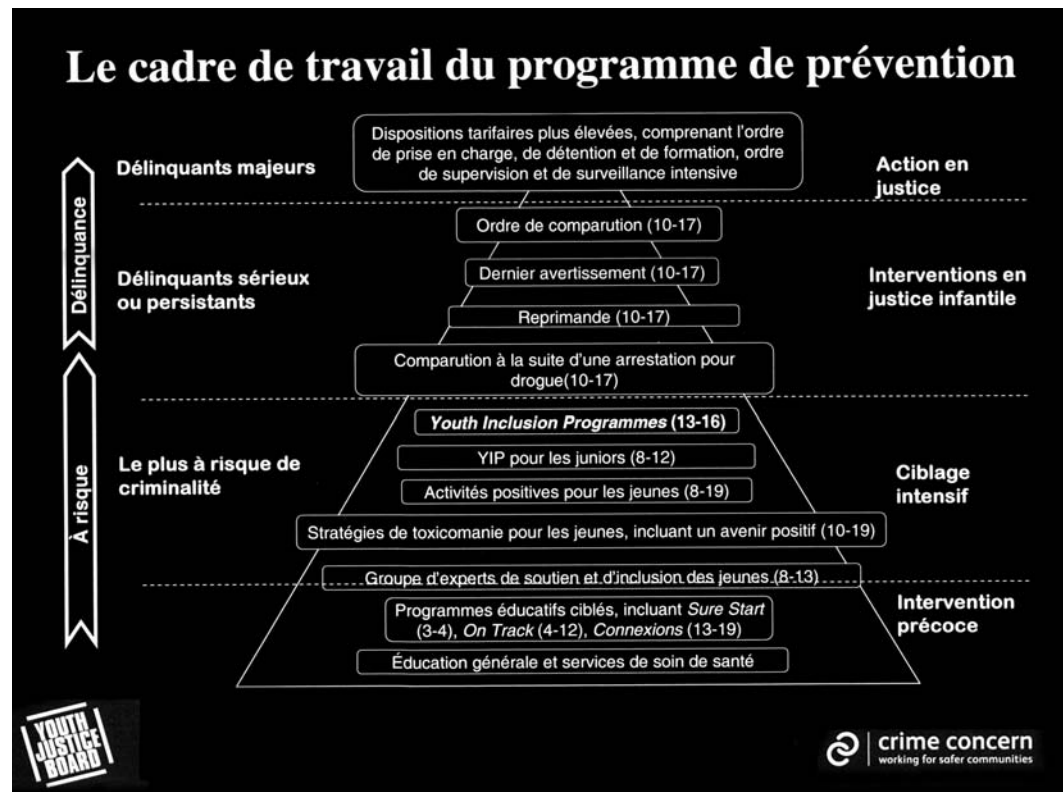 Le cadre de travail du programme de prévention
Dispositions tarifaires plus élevées, comprenant l'ordre
de prise en charge, de détention et de formation, ordre
de supervision et de surveillance intensive
Délinquants majeurs
Action en
justice
Délinquance
Ordre de comparution (10-17)
Dernier avertissement (10-17)
Délinquants sérieux
ou persistants
Interventions en
justice infantile
Reprimande (10-17)
Comparution à la suite d'une arrestation pour
drogue(10-17)
À risque
Youth Inclusion Programmes (13-16)
YIP pour les juniors (8-12)
Le plus à risque de
criminalité
Activités positives pour les jeunes (8-19)
Ciblage
intensif
Stratégies de toxicomanie pour les jeunes, incluant un avenir positif (10-19)
Groupe d'experts de soutien et d'inclusion des jeunes (8-13)
Programmes éducatifs ciblés, incluant Sure Start
(3-4), On Track (4-12), Connexions (13-19)
Intervention
précoce
Éducation générale et services de soin de santé
YOUTH
JUSTICE
BOARD
crime concern
working for safer communities